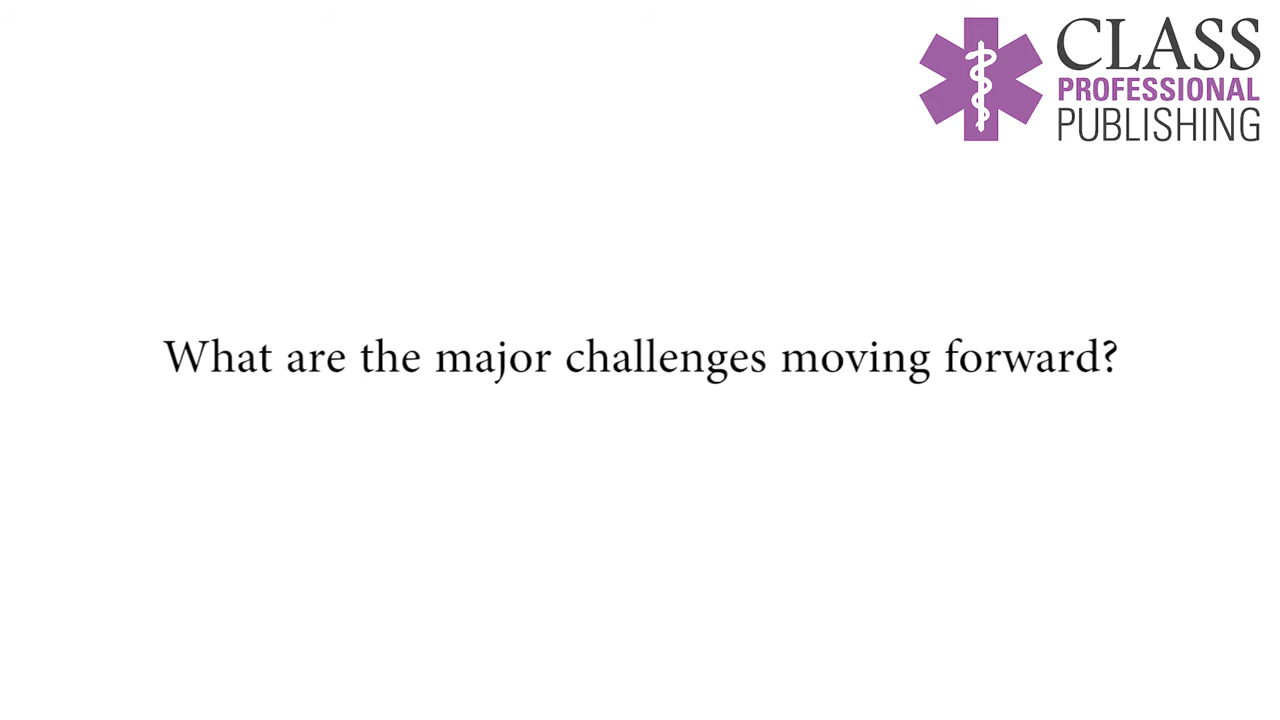 CLASS
PROFESSIONAL
PUBLISHING
What are the major challenges moving forward?